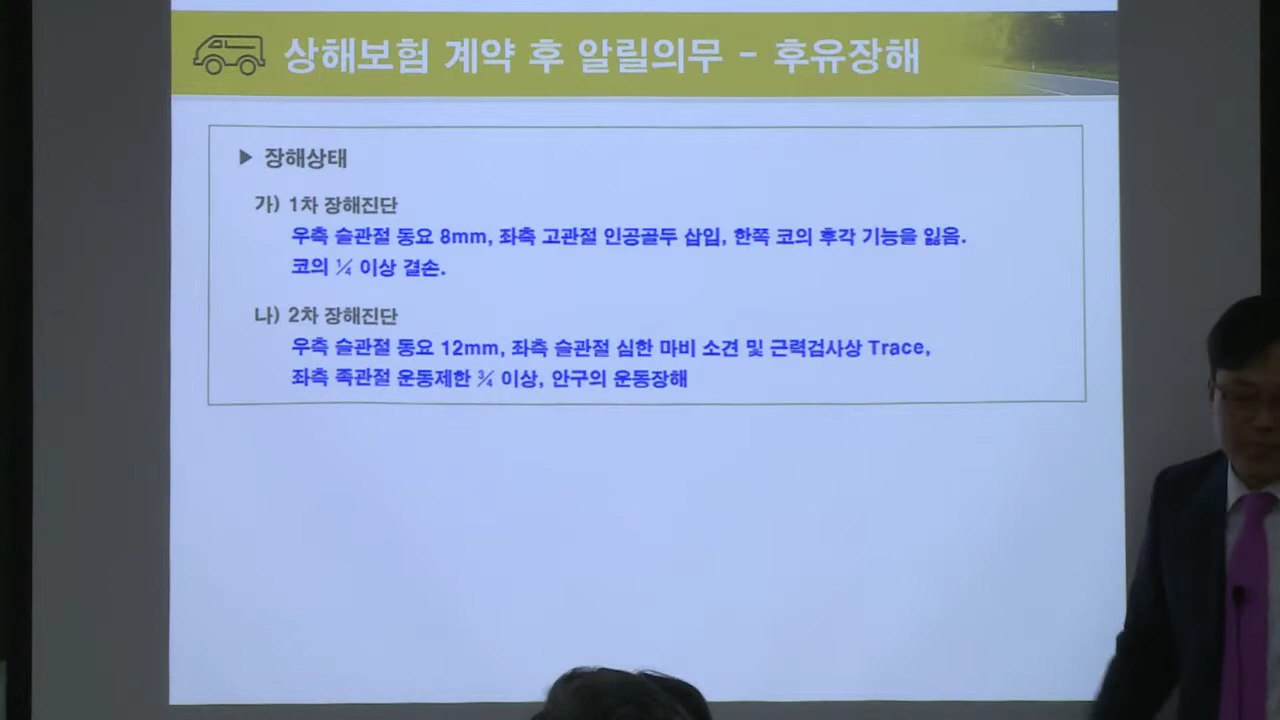 상해보험 계약 후 알릴의무 - 후유장해
▶ 장해상태
가) 1차 장해진단
우측 슬관절 동요 8mm, 좌측 고관절 인공골두 삽입, 한쪽 코의 후각 기능을 잃음.
코의 ¼ 이상 결손.
나) 2차 장해진단
우측 슬관절 동요 12mm, 좌측 슬관절 심한 마비 소견 및 근력검사상 Trace,
좌측 족관절 운동제한 ¾ 이상, 안구의 운동장해